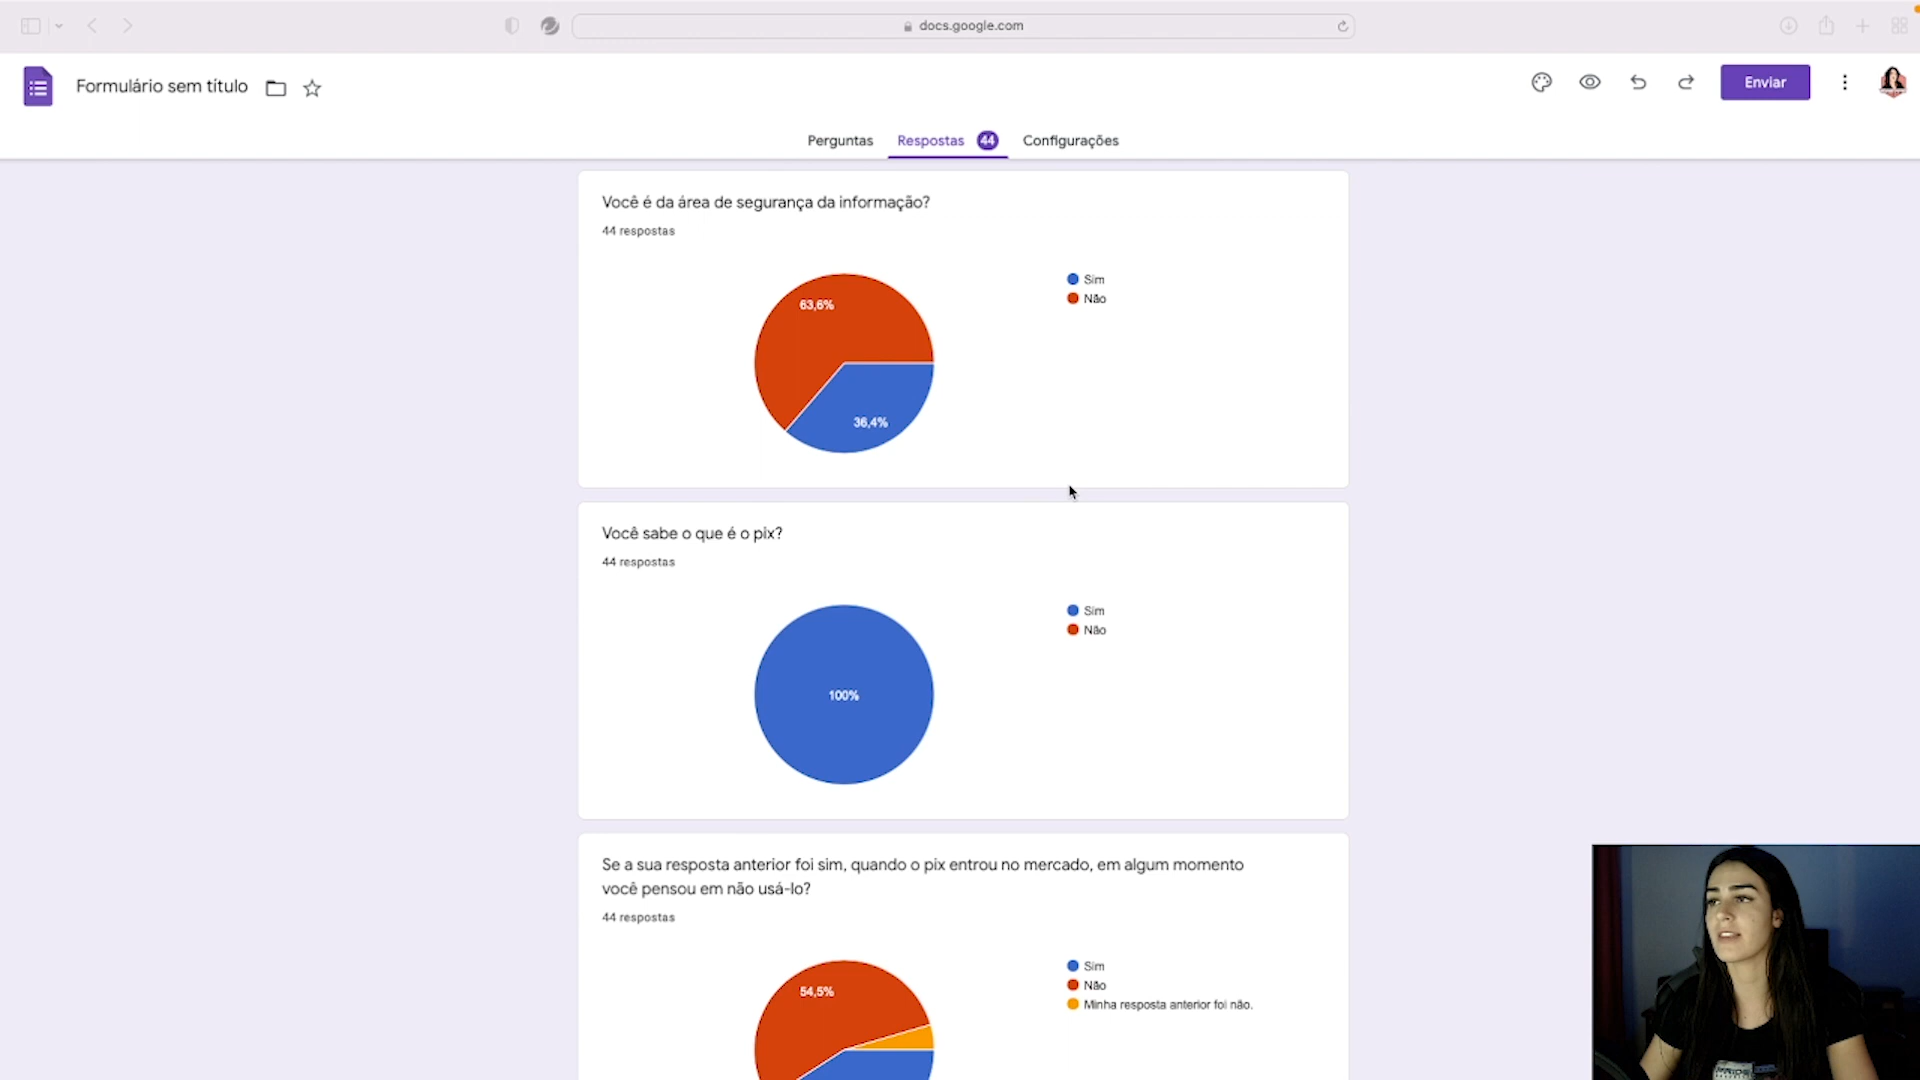 docs.google.com
Formulário sem título
Enviar
Perguntas
Respostas 44
Configurações
Você é da área de segurança da informação?
44 respostas
Sim
Não
63,6%
36,4%
Você sabe o que é o pix?
44 respostas
Sim
Não
100%
Se a sua resposta anterior foi sim, quando o pix entrou no mercado, em algum momento
você pensou em não usá-lo?
44 respostas
Sim
Não
Minha resposta anterior foi não.
54,5%